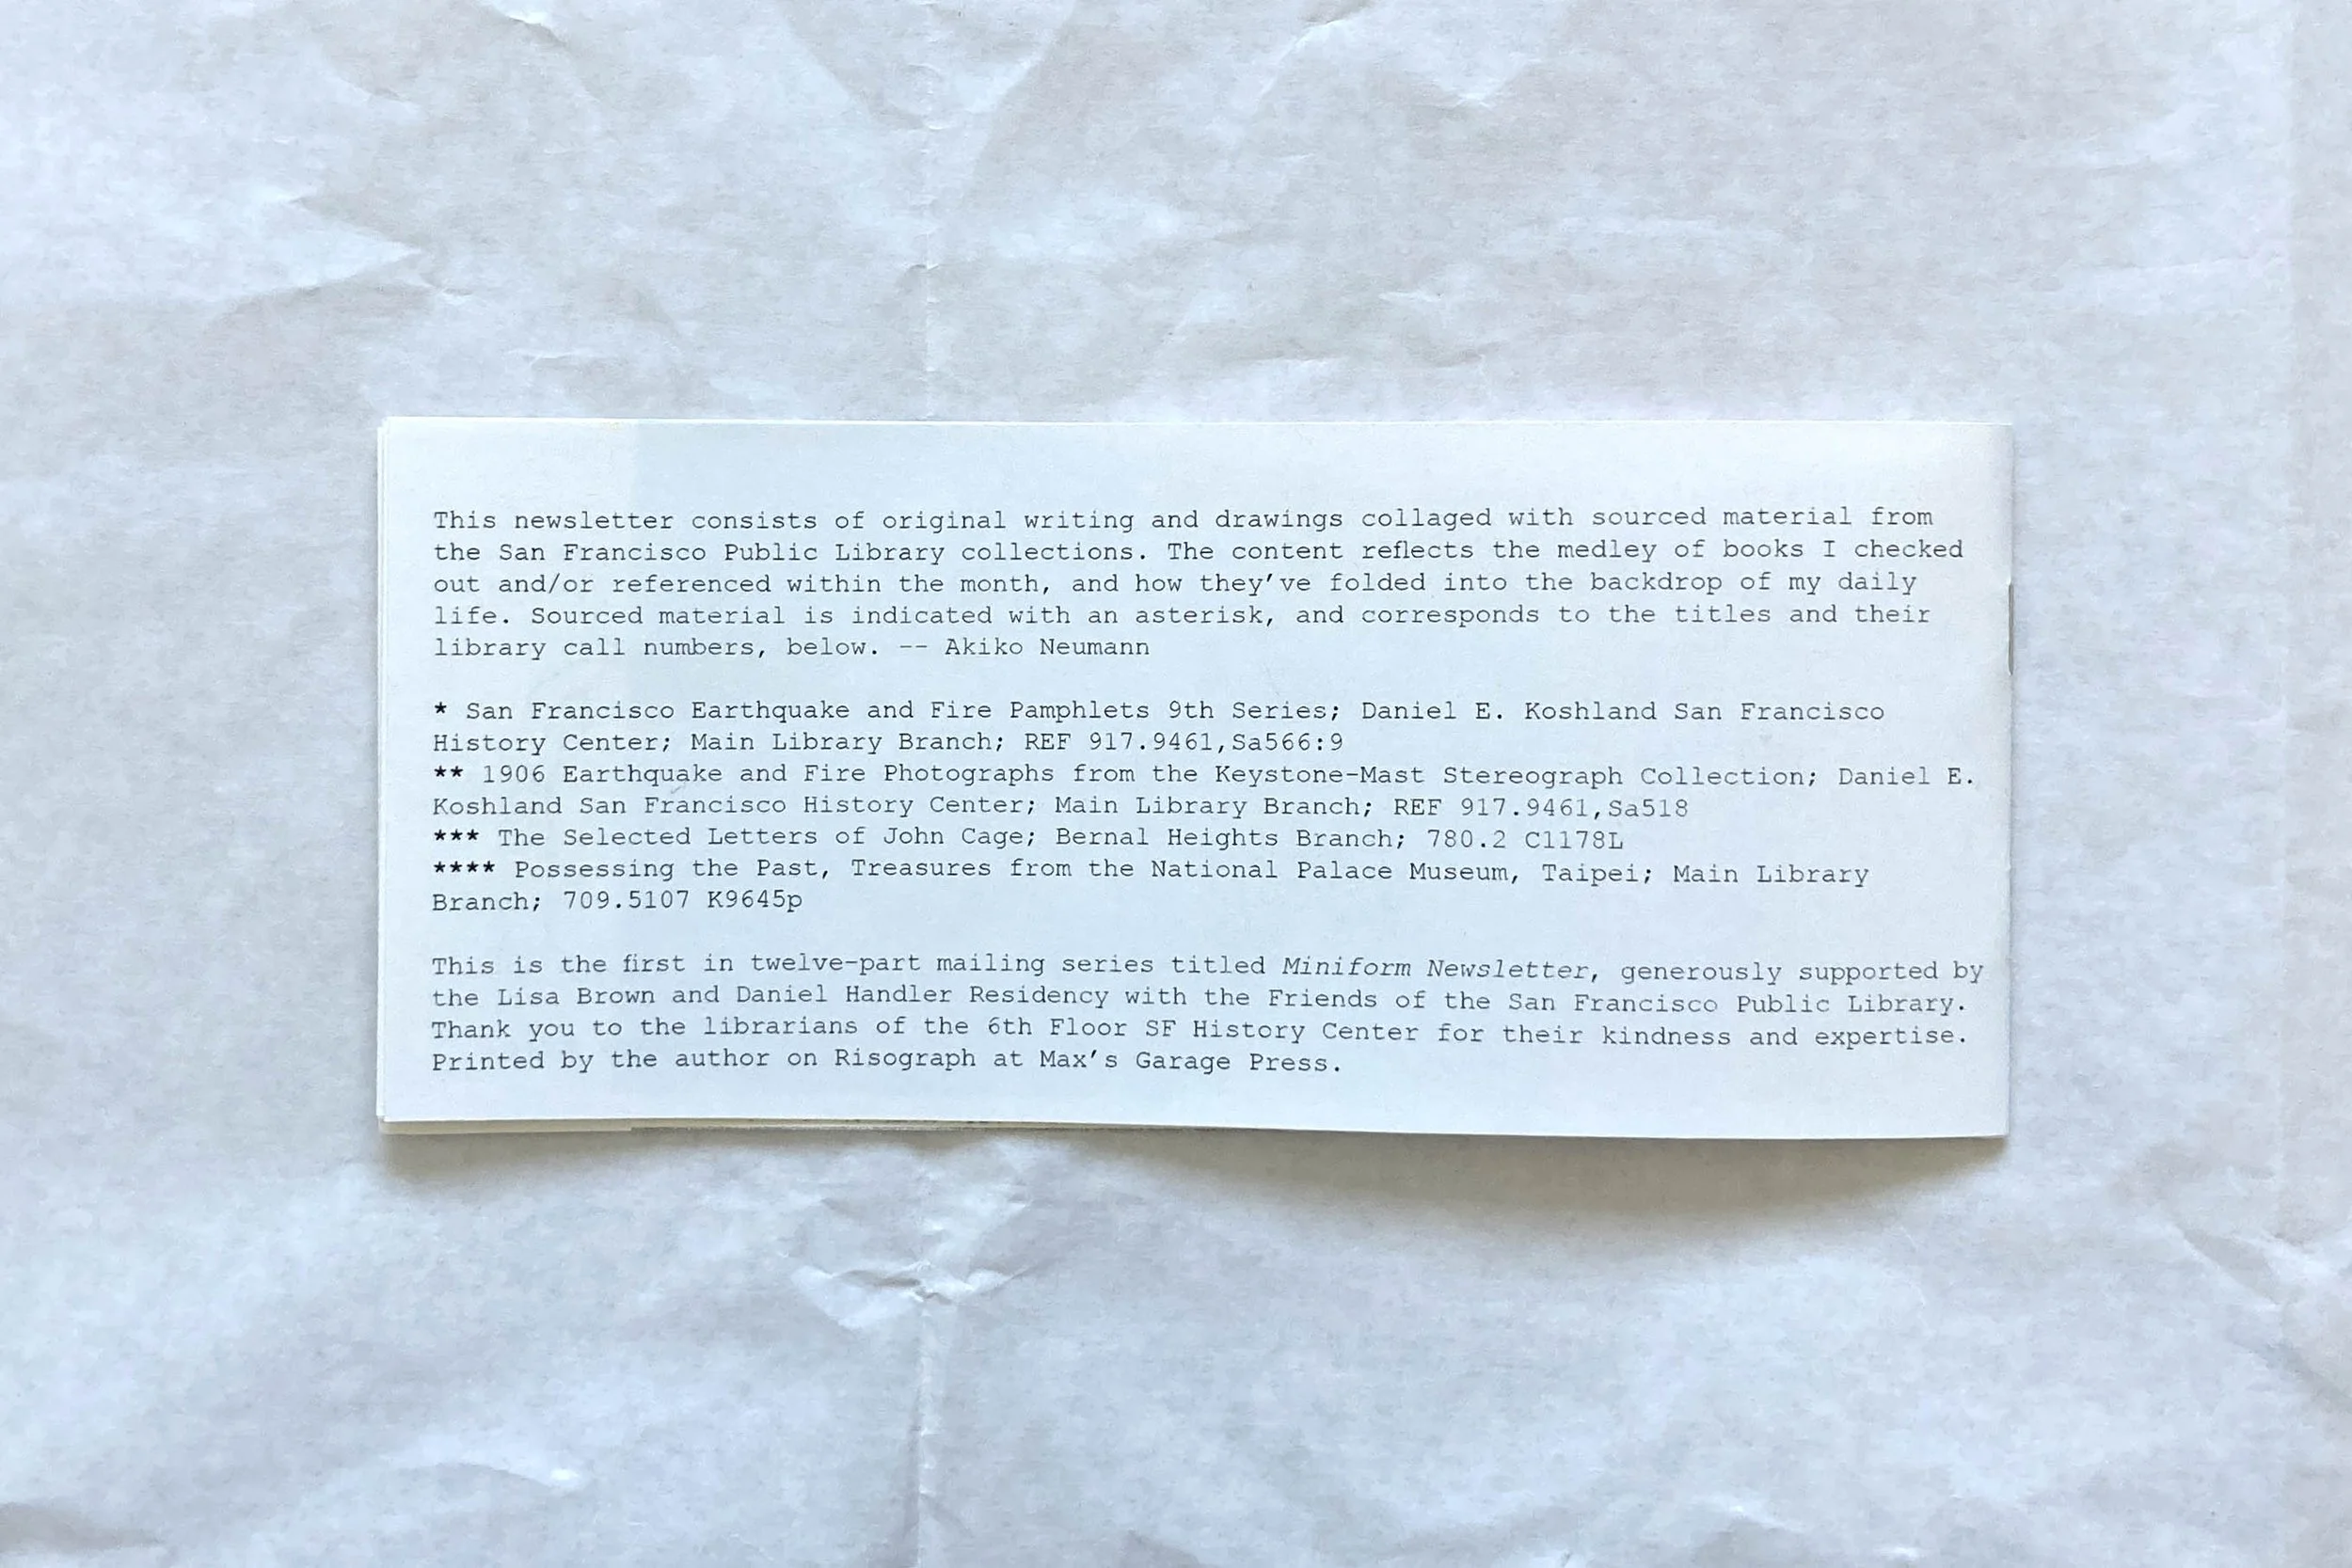 This newsletter consists of original writing and drawings collaged with sourced material from
the San Francisco Public Library collections. The content reflects the medley of books I checked
out and/or referenced within the month, and how they've folded into the backdrop of my daily
life. Sourced material is indicated with an asterisk, and corresponds to the titles and their
library call numbers, below. -- Akiko Neumann
* San Francisco Earthquake and Fire Pamphlets 9th Series; Daniel E. Koshland San Francisco
History Center; Main Library Branch; REF 917.9461,Sa566:9
** 1906 Earthquake and Fire Photographs from the Keystone-Mast Stereograph Collection; Daniel E.
Koshland San Francisco History Center; Main Library Branch; REF 917.9461,Sa518
*** The Selected Letters of John Cage; Bernal Heights Branch; 780.2 C1178L
**** Possessing the Past, Treasures from the National Palace Museum, Taipei; Main Library
Branch; 709.5107 K9645p
This is the first in twelve-part mailing series titled Miniform Newsletter, generously supported by
the Lisa Brown and Daniel Handler Residency with the Friends of the San Francisco Public Library.
Thank you to the librarians of the 6th Floor SF History Center for their kindness and expertise.
Printed by the author on Risograph at Max's Garage Press.